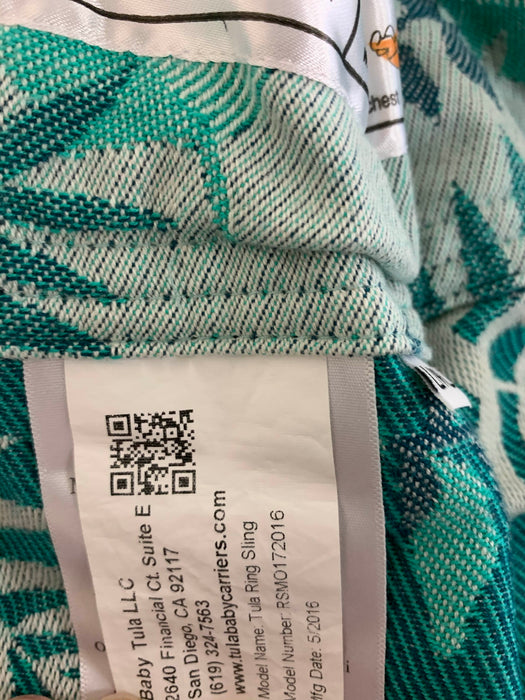 chest
Baby Tula LLC
2640 Financial Ct. Suite E
San Diego, CA 92117
(619) 324-7563
www.tulababycarriers.com
Model Name: Tula Ring Sling
Model Number: RSMO172016
Mfg Date: 5/2016